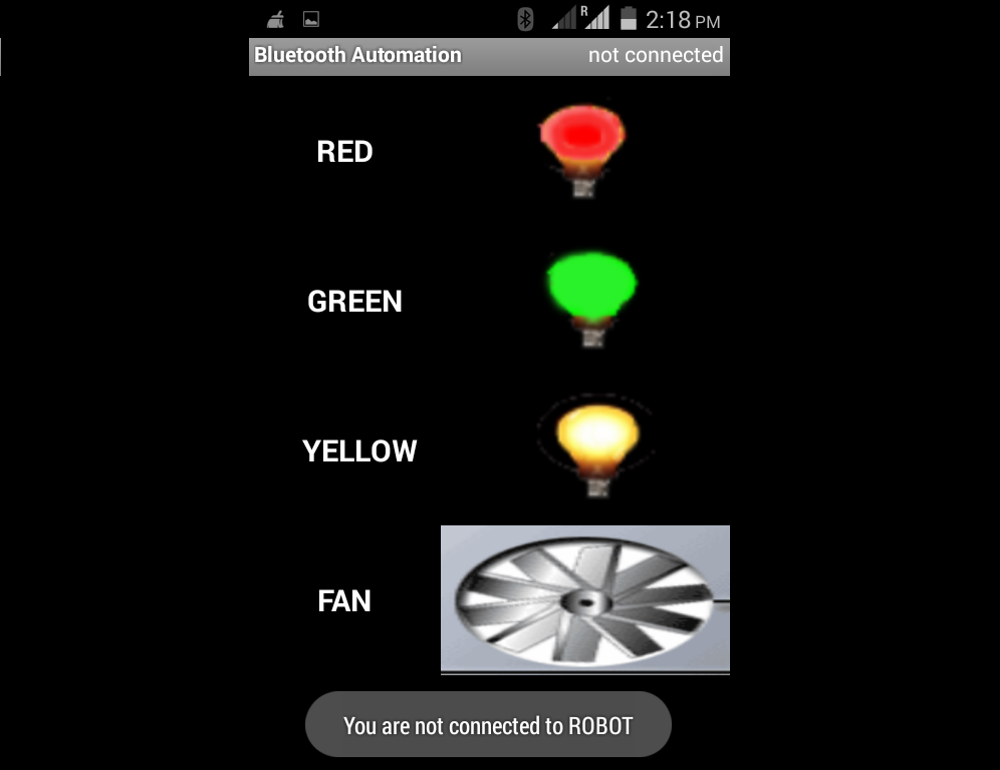 R 2:18 PM
Bluetooth Automation not connected
RED
GREEN
YELLOW
FAN
You are not connected to ROBOT